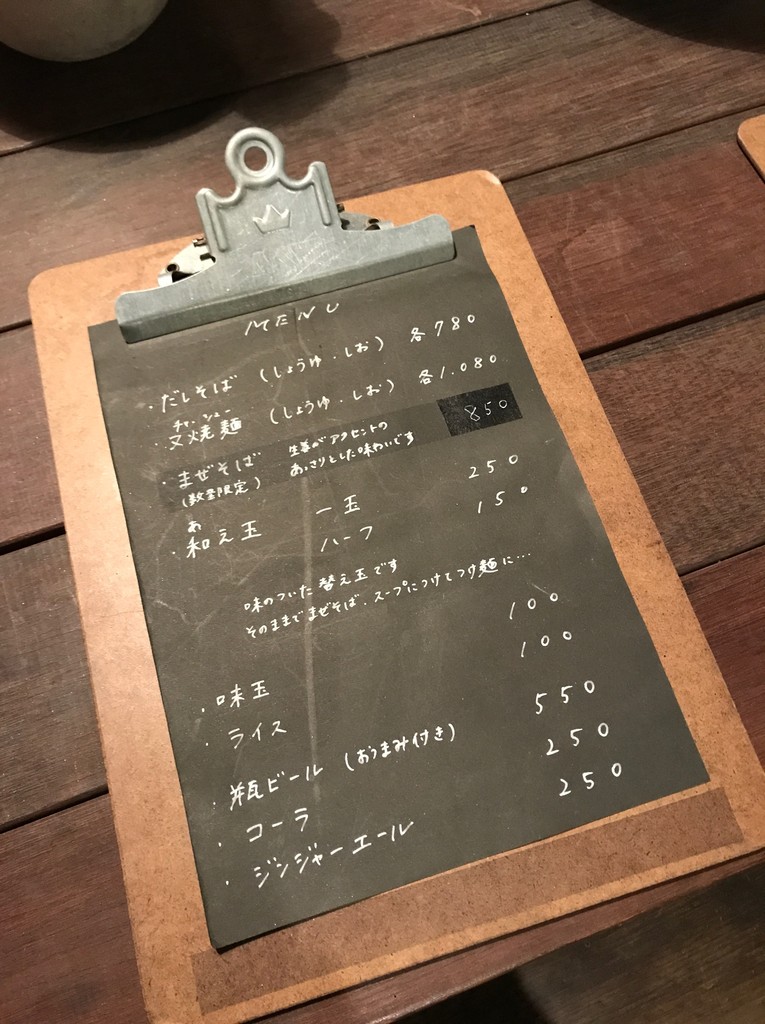 MENU
・だしそば (しょうゆ・しお) 各780
チャーシュー
・叉焼麺 (しょうゆ・しお) 各1.080
・まぜそば 生姜がアクセントの 850
(数量限定) あっさりとした味わいです
あ
・和え玉 一玉 250
ハーフ 150
味のついた替え玉です
そのままでまぜそば、スープにつけてつけ麺に…
・味玉 100
・ライス 100
・瓶ビール (おつまみ付き) 550
・コーラ 250
・ジンジャーエール 250